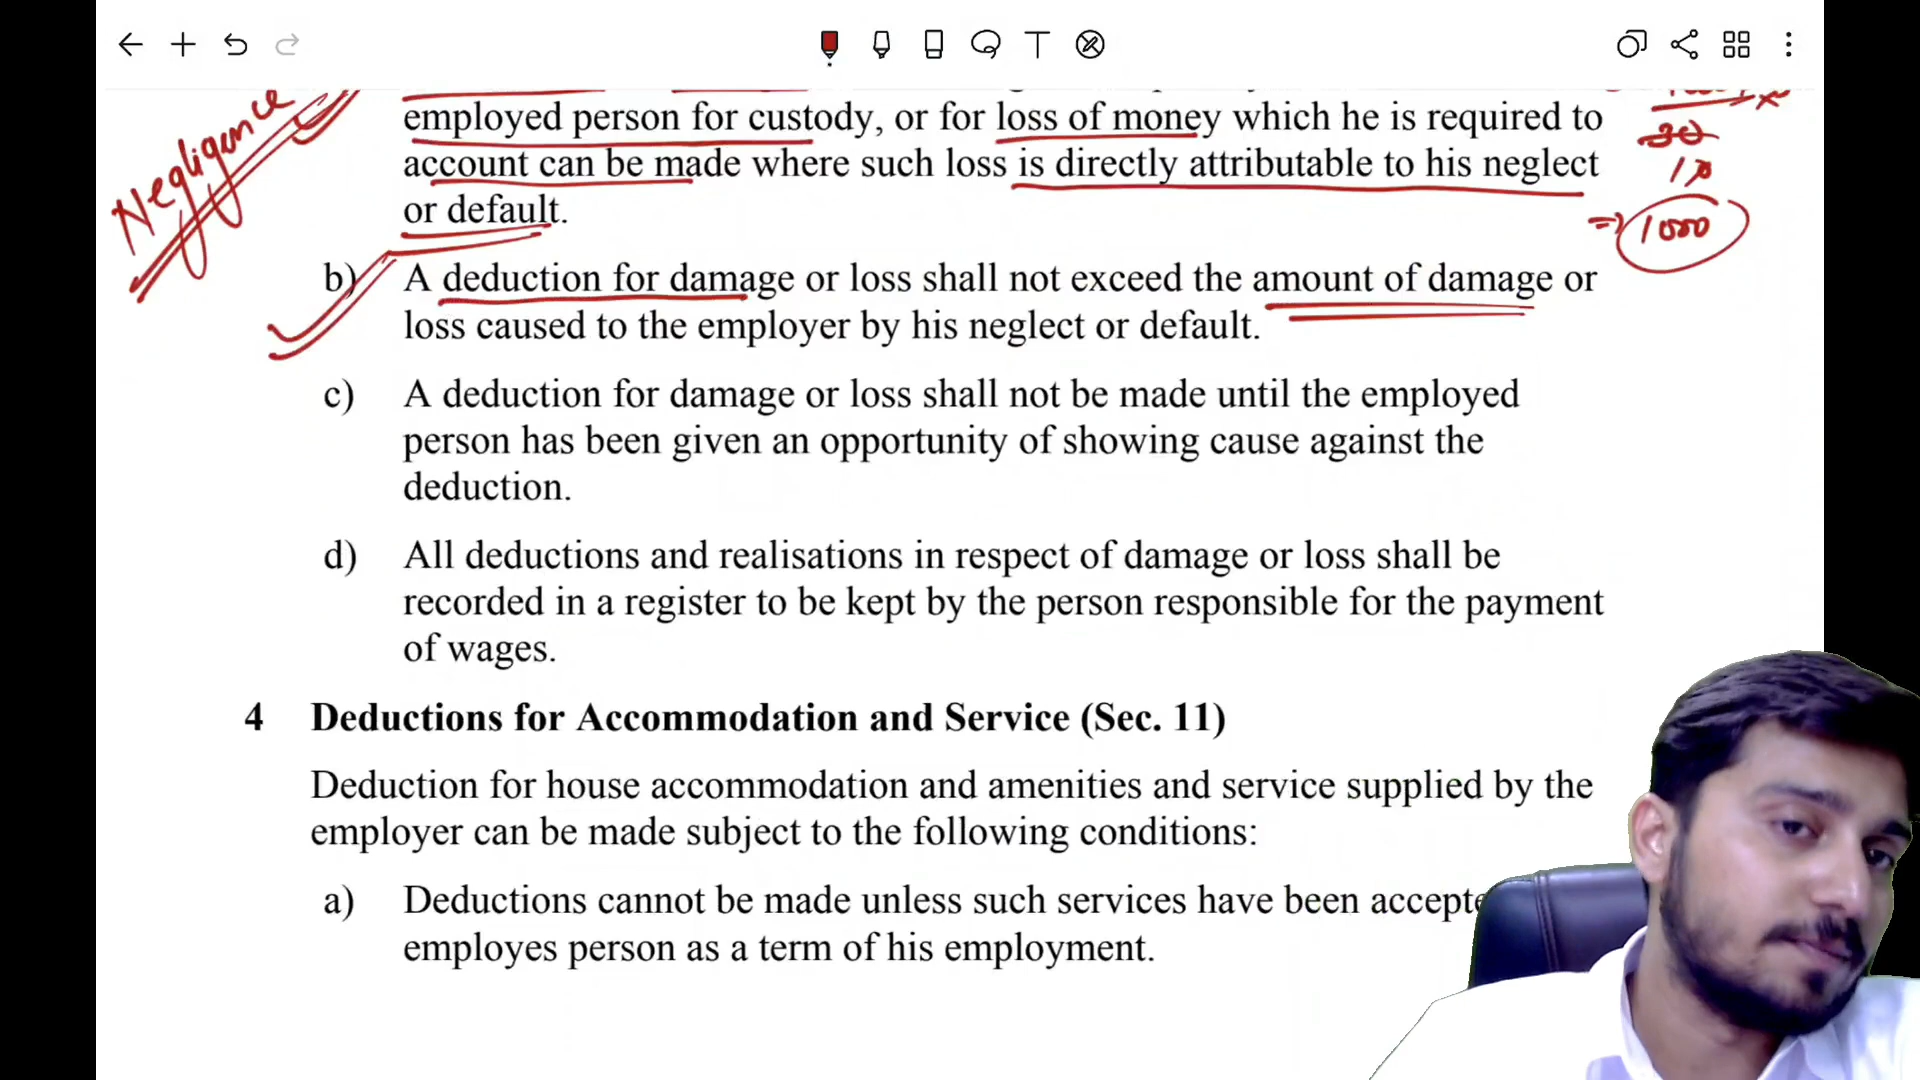 Negligence
employed person for custody, or for loss of money which he is required to
account can be made where such loss is directly attributable to his neglect
or default.
30
10
⇒ 1000
b) A deduction for damage or loss shall not exceed the amount of damage or
loss caused to the employer by his neglect or default.
c) A deduction for damage or loss shall not be made until the employed
person has been given an opportunity of showing cause against the
deduction.
d) All deductions and realisations in respect of damage or loss shall be
recorded in a register to be kept by the person responsible for the payment
of wages.
4 Deductions for Accommodation and Service (Sec. 11)
Deduction for house accommodation and amenities and service supplied by the
employer can be made subject to the following conditions:
a) Deductions cannot be made unless such services have been accepte
employes person as a term of his employment.